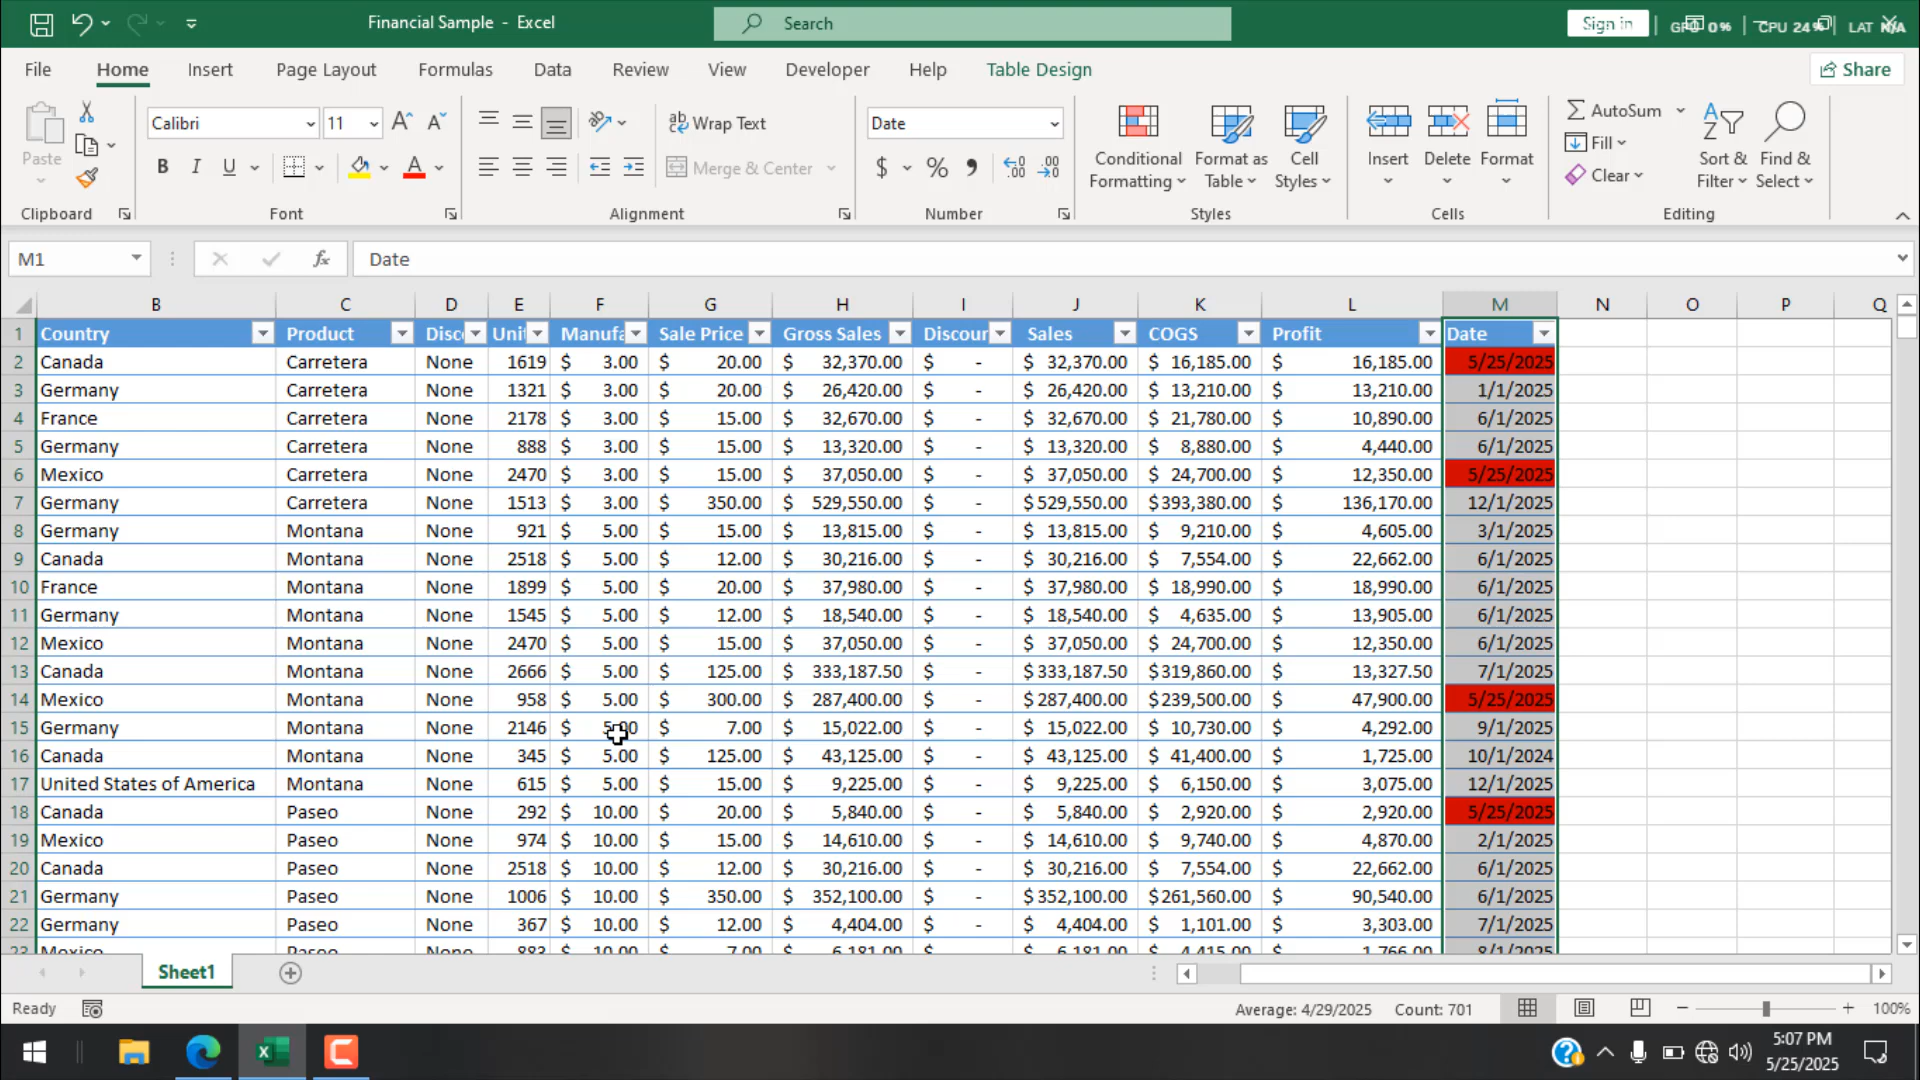 Financial Sample - Excel
Search
Sign in
0%
CPU 24%
LAT N/A
File Home Insert Page Layout Formulas Data Review View Developer Help Table Design Share
Calibri 11 Wrap Text Date AutoSum
Paste Merge & Center $ % Conditional Formatting Format as Table Cell Styles Insert Delete Format Fill Clear Sort & Filter Find & Select
B I U A
Clipboard Font Alignment Number Styles Cells Editing
M1 fx Date
B C D E F G H I J K L M N O P Q
1 Country Product Disc Unit Manufa Sale Price Gross Sales Discour Sales COGS Profit Date
2 Canada Carretera None 1619 $ 3.00 $ 20.00 $ 32,370.00 $ - $ 32,370.00 $ 16,185.00 $ 16,185.00 5/25/2025
3 Germany Carretera None 1321 $ 3.00 $ 20.00 $ 26,420.00 $ - $ 26,420.00 $ 13,210.00 $ 13,210.00 1/1/2025
4 France Carretera None 2178 $ 3.00 $ 15.00 $ 32,670.00 $ - $ 32,670.00 $ 21,780.00 $ 10,890.00 6/1/2025
5 Germany Carretera None 888 $ 3.00 $ 15.00 $ 13,320.00 $ - $ 13,320.00 $ 8,880.00 $ 4,440.00 6/1/2025
6 Mexico Carretera None 2470 $ 3.00 $ 15.00 $ 37,050.00 $ - $ 37,050.00 $ 24,700.00 $ 12,350.00 5/25/2025
7 Germany Carretera None 1513 $ 3.00 $ 350.00 $ 529,550.00 $ - $ 529,550.00 $393,380.00 $ 136,170.00 12/1/2025
8 Germany Montana None 921 $ 5.00 $ 15.00 $ 13,815.00 $ - $ 13,815.00 $ 9,210.00 $ 4,605.00 3/1/2025
9 Canada Montana None 2518 $ 5.00 $ 12.00 $ 30,216.00 $ - $ 30,216.00 $ 7,554.00 $ 22,662.00 6/1/2025
10 France Montana None 1899 $ 5.00 $ 20.00 $ 37,980.00 $ - $ 37,980.00 $ 18,990.00 $ 18,990.00 6/1/2025
11 Germany Montana None 1545 $ 5.00 $ 12.00 $ 18,540.00 $ - $ 18,540.00 $ 4,635.00 $ 13,905.00 6/1/2025
12 Mexico Montana None 2470 $ 5.00 $ 15.00 $ 37,050.00 $ - $ 37,050.00 $ 24,700.00 $ 12,350.00 6/1/2025
13 Canada Montana None 2666 $ 5.00 $ 125.00 $ 333,187.50 $ - $ 333,187.50 $319,860.00 $ 13,327.50 7/1/2025
14 Mexico Montana None 958 $ 5.00 $ 300.00 $ 287,400.00 $ - $ 287,400.00 $239,500.00 $ 47,900.00 5/25/2025
15 Germany Montana None 2146 $ 5.00 $ 7.00 $ 15,022.00 $ - $ 15,022.00 $ 10,730.00 $ 4,292.00 9/1/2025
16 Canada Montana None 345 $ 5.00 $ 125.00 $ 43,125.00 $ - $ 43,125.00 $ 41,400.00 $ 1,725.00 10/1/2024
17 United States of America Montana None 615 $ 5.00 $ 15.00 $ 9,225.00 $ - $ 9,225.00 $ 6,150.00 $ 3,075.00 12/1/2025
18 Canada Paseo None 292 $ 10.00 $ 20.00 $ 5,840.00 $ - $ 5,840.00 $ 2,920.00 $ 2,920.00 5/25/2025
19 Mexico Paseo None 974 $ 10.00 $ 15.00 $ 14,610.00 $ - $ 14,610.00 $ 9,740.00 $ 4,870.00 2/1/2025
20 Canada Paseo None 2518 $ 10.00 $ 12.00 $ 30,216.00 $ - $ 30,216.00 $ 7,554.00 $ 22,662.00 6/1/2025
21 Germany Paseo None 1006 $ 10.00 $ 350.00 $ 352,100.00 $ - $ 352,100.00 $261,560.00 $ 90,540.00 6/1/2025
22 Germany Paseo None 367 $ 10.00 $ 12.00 $ 4,404.00 $ - $ 4,404.00 $ 1,101.00 $ 3,303.00 7/1/2025
23 Mexico Paseo None 883 $ 10.00 $ 7.00 $ 6,181.00 $ - $ 6,181.00 $ 4,415.00 $ 1,766.00 8/1/2025
Sheet1
Ready Average: 4/29/2025 Count: 701 100%
5:07 PM
5/25/2025